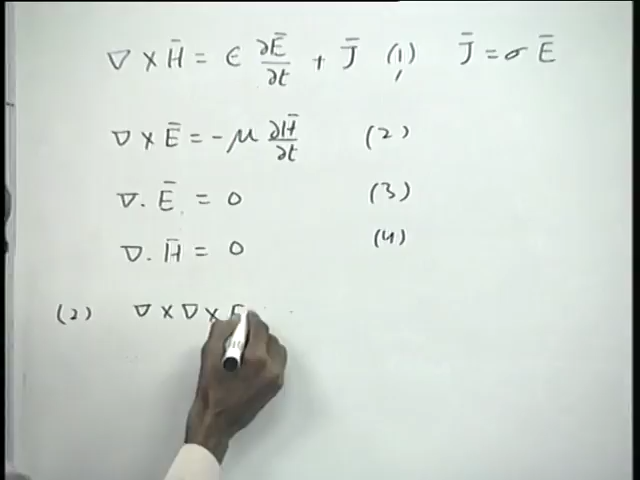 ∇ × H̄ = ϵ ∂Ē/∂t + J̄ (1) J̄ = σ Ē
∇ × Ē = - μ ∂H̄/∂t (2)
∇. Ē = 0 (3)
∇. H̄ = 0 (4)
(2) ∇ × ∇ × E